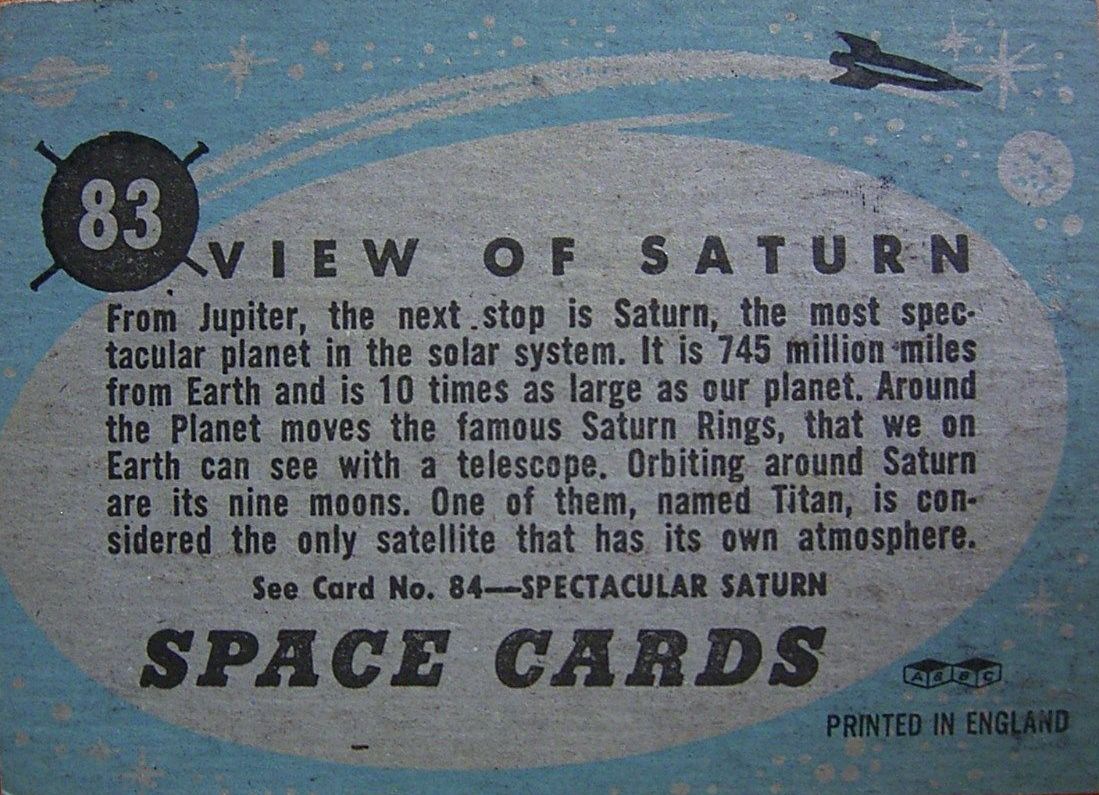 83
VIEW OF SATURN
From Jupiter, the next stop is Saturn, the most spec-
tacular planet in the solar system. It is 745 million miles
from Earth and is 10 times as large as our planet. Around
the Planet moves the famous Saturn Rings, that we on
Earth can see with a telescope. Orbiting around Saturn
are its nine moons. One of them, named Titan, is con-
sidered the only satellite that has its own atmosphere.
See Card No. 84—SPECTACULAR SATURN
SPACE CARDS
A&BC
PRINTED IN ENGLAND